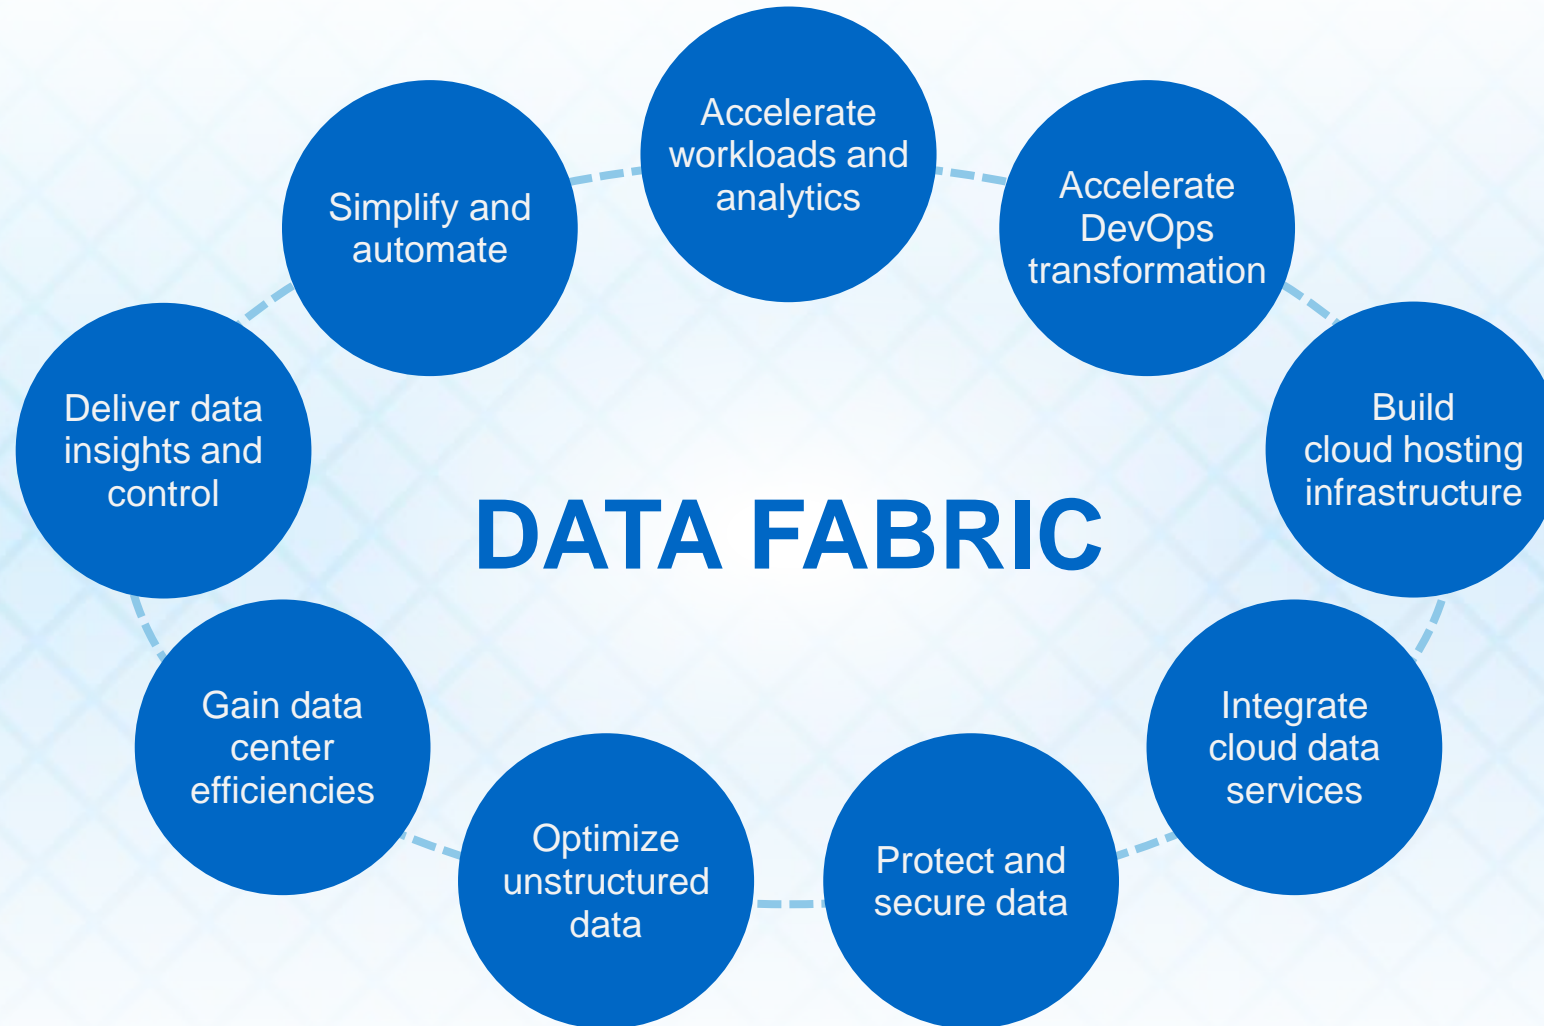 Accelerate
workloads and
analytics
Accelerate
DevOps
transformation
Build
cloud hosting
infrastructure
Integrate
cloud data
services
Protect and
secure data
Optimize
unstructured
data
Gain data
center
efficiencies
Deliver data
insights and
control
Simplify and
automate
DATA FABRIC